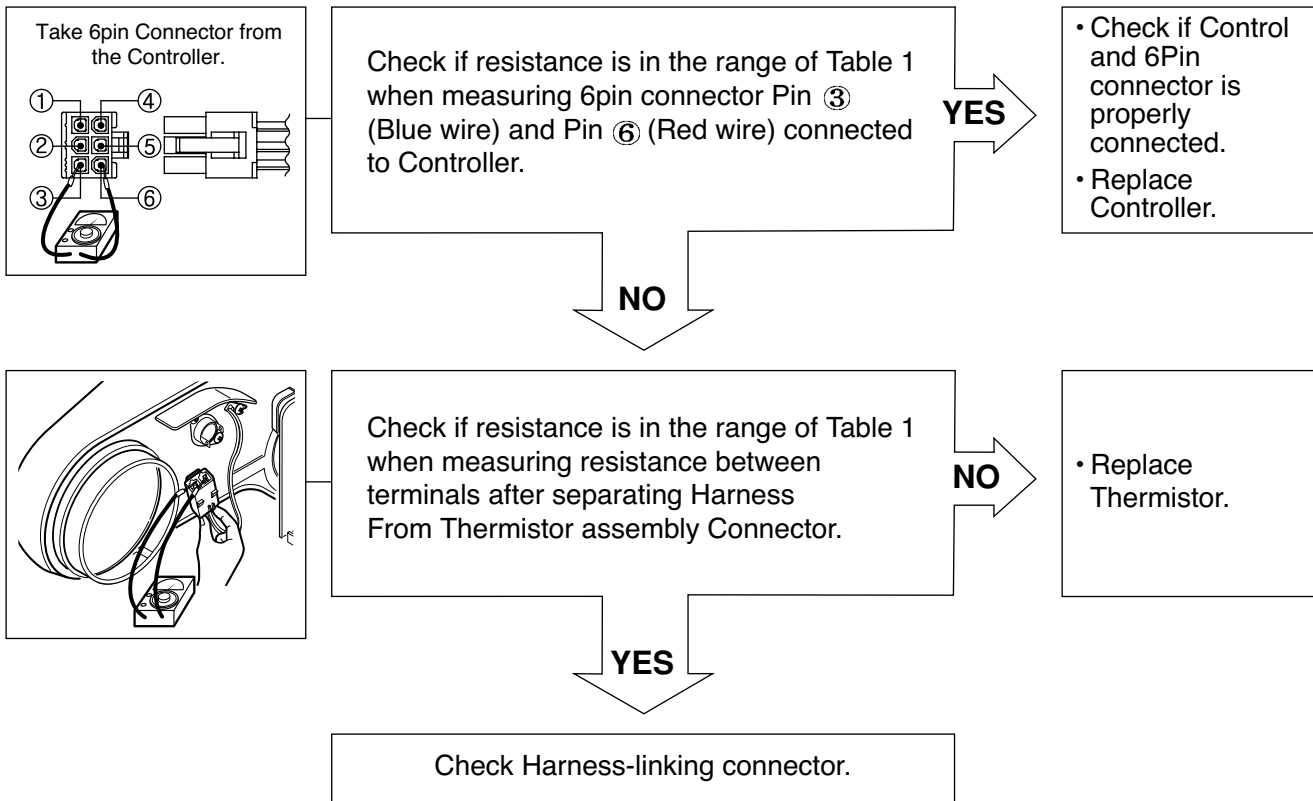 Take 6pin Connector from
the Controller.
① ④
② ⑤
③ ⑥
Check if resistance is in the range of Table 1
when measuring 6pin connector Pin ③
(Blue wire) and Pin ⑥ (Red wire) connected
to Controller.
YES
• Check if Control
and 6Pin
connector is
properly
connected.
• Replace
Controller.
NO
Check if resistance is in the range of Table 1
when measuring resistance between
terminals after separating Harness
From Thermistor assembly Connector.
NO
• Replace
Thermistor.
YES
Check Harness-linking connector.